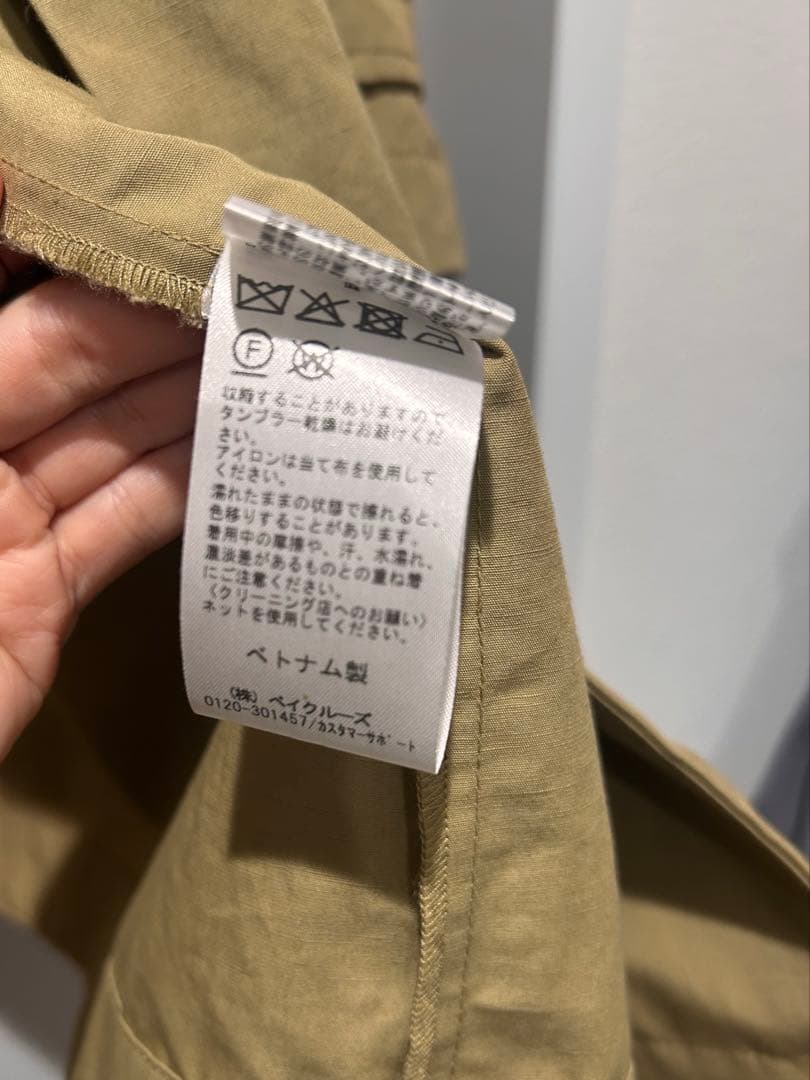 F
W
収縮することがありますので、
タンブラー乾燥はお避けくだ
さい。
アイロンは当て布を使用して
ください。
濡れたままの状態で擦れると、
色移りすることがあります。
着用中の摩擦や、汗、水濡れ、
濃淡差があるものとの重ね着
にご注意ください。
〈クリーニング店へのお願い〉
ネットを使用してください。
ベトナム製
(株) ベイクルーズ
0120-301457/カスタマーサポート